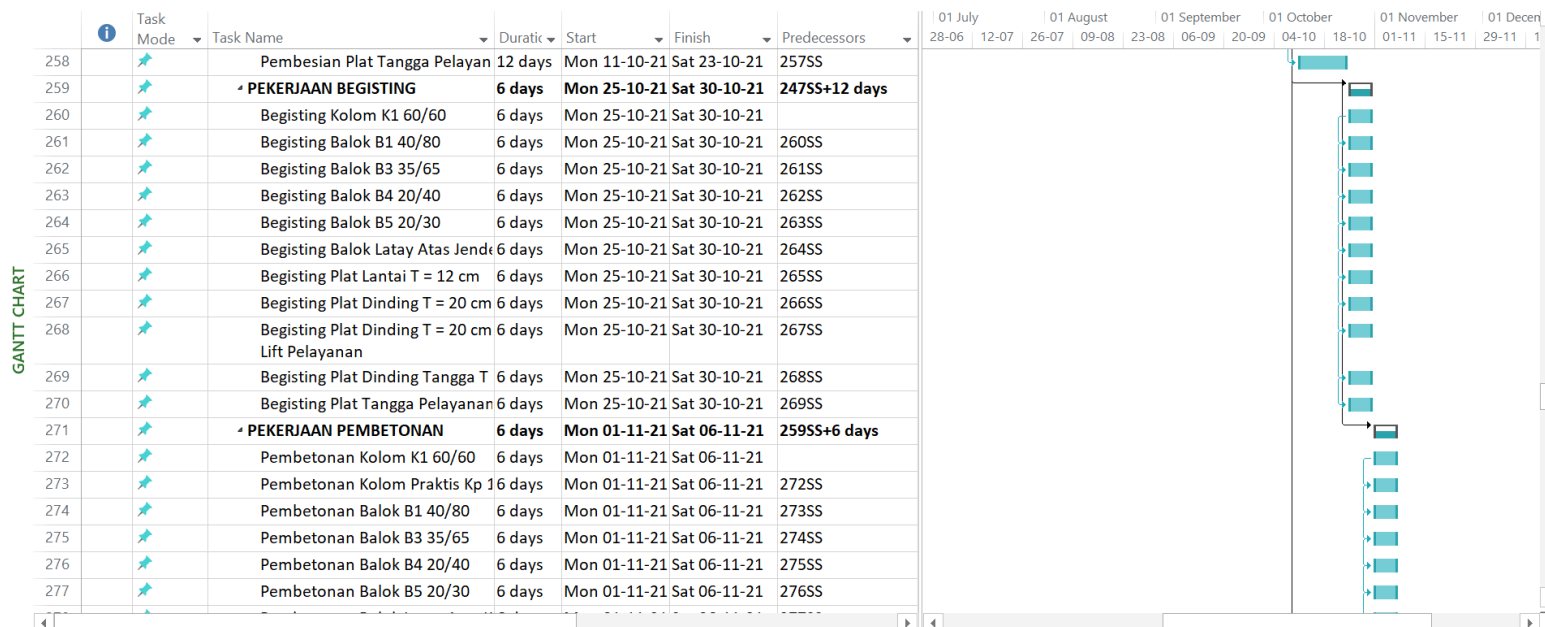 Task Mode Task Name Duratic Start Finish Predecessors
01 July 01 August 01 September 01 October 01 November 01 Decem
28-06 12-07 26-07 09-08 23-08 06-09 20-09 04-10 18-10 01-11 15-11 29-11 1
258 Pembesian Plat Tangga Pelayan 12 days Mon 11-10-21 Sat 23-10-21 257SS
259 PEKERJAAN BEGISTING 6 days Mon 25-10-21 Sat 30-10-21 247SS+12 days
260 Begisting Kolom K1 60/60 6 days Mon 25-10-21 Sat 30-10-21
261 Begisting Balok B1 40/80 6 days Mon 25-10-21 Sat 30-10-21 260SS
262 Begisting Balok B3 35/65 6 days Mon 25-10-21 Sat 30-10-21 261SS
263 Begisting Balok B4 20/40 6 days Mon 25-10-21 Sat 30-10-21 262SS
264 Begisting Balok B5 20/30 6 days Mon 25-10-21 Sat 30-10-21 263SS
265 Begisting Balok Latay Atas Jende 6 days Mon 25-10-21 Sat 30-10-21 264SS
266 Begisting Plat Lantai T = 12 cm 6 days Mon 25-10-21 Sat 30-10-21 265SS
267 Begisting Plat Dinding T = 20 cm 6 days Mon 25-10-21 Sat 30-10-21 266SS
268 Begisting Plat Dinding T = 20 cm 6 days Mon 25-10-21 Sat 30-10-21 267SS
Lift Pelayanan
269 Begisting Plat Dinding Tangga T 6 days Mon 25-10-21 Sat 30-10-21 268SS
270 Begisting Plat Tangga Pelayanan 6 days Mon 25-10-21 Sat 30-10-21 269SS
271 PEKERJAAN PEMBETONAN 6 days Mon 01-11-21 Sat 06-11-21 259SS+6 days
272 Pembetonan Kolom K1 60/60 6 days Mon 01-11-21 Sat 06-11-21
273 Pembetonan Kolom Praktis Kp 1 6 days Mon 01-11-21 Sat 06-11-21 272SS
274 Pembetonan Balok B1 40/80 6 days Mon 01-11-21 Sat 06-11-21 273SS
275 Pembetonan Balok B3 35/65 6 days Mon 01-11-21 Sat 06-11-21 274SS
276 Pembetonan Balok B4 20/40 6 days Mon 01-11-21 Sat 06-11-21 275SS
277 Pembetonan Balok B5 20/30 6 days Mon 01-11-21 Sat 06-11-21 276SS
GANTT CHART